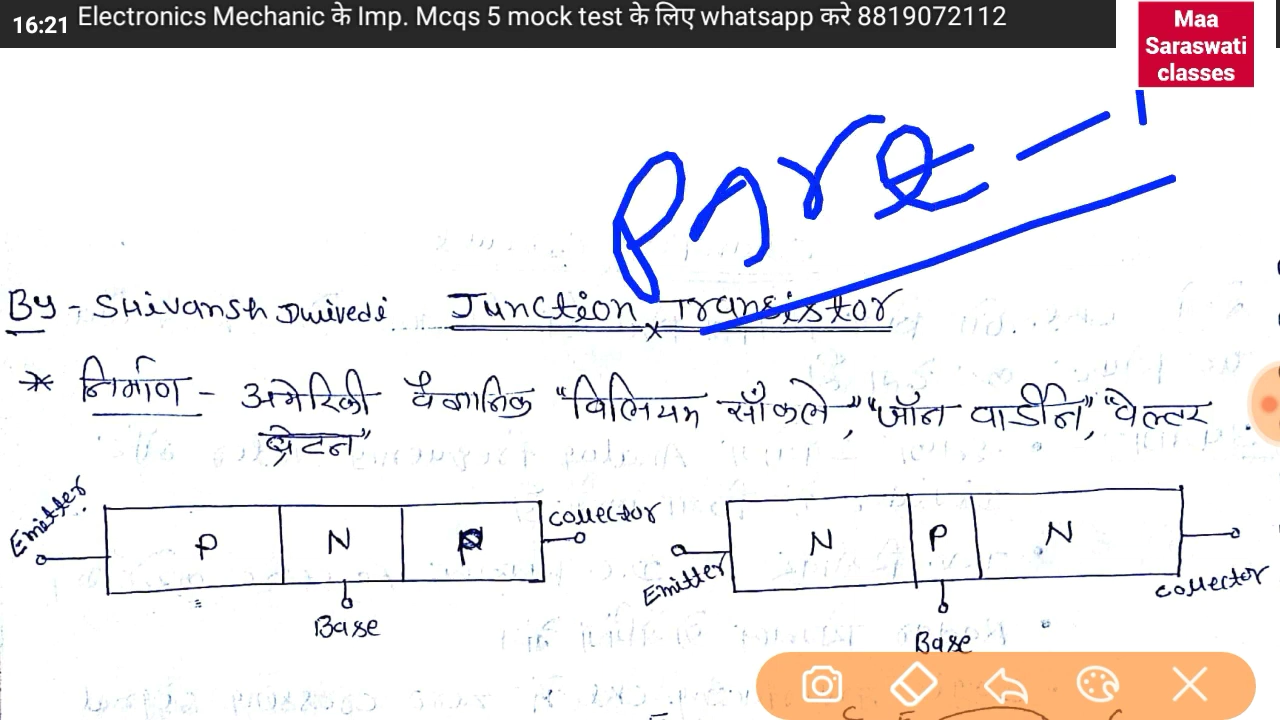 16:21 Electronics Mechanic के Imp. Mcqs 5 mock test के लिए whatsapp करे 8819072112
Maa
Saraswati
classes
Part - 1
By - Shivansh Dwivedi Junction Transistor
* निर्माण - अमेरिकी वैज्ञानिक "विलियम सॉकले", "जॉन वार्डीन", "वेल्टर
ब्रेटन"
Emitter P N P collector
Base
Emitter N P N collector
Base